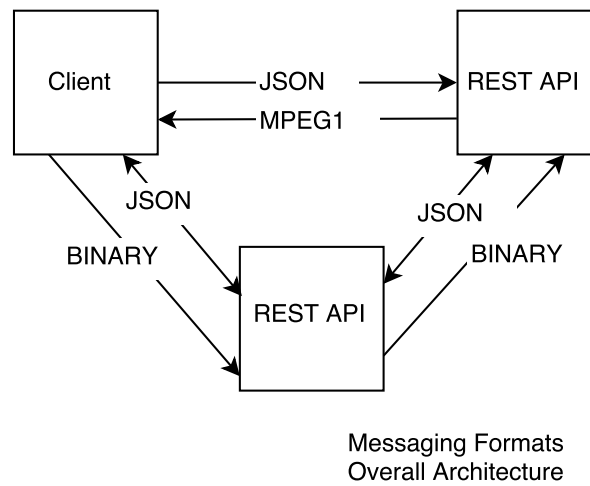 Client
JSON
REST API
MPEG1
JSON
JSON
BINARY
BINARY
REST API
Messaging Formats
Overall Architecture